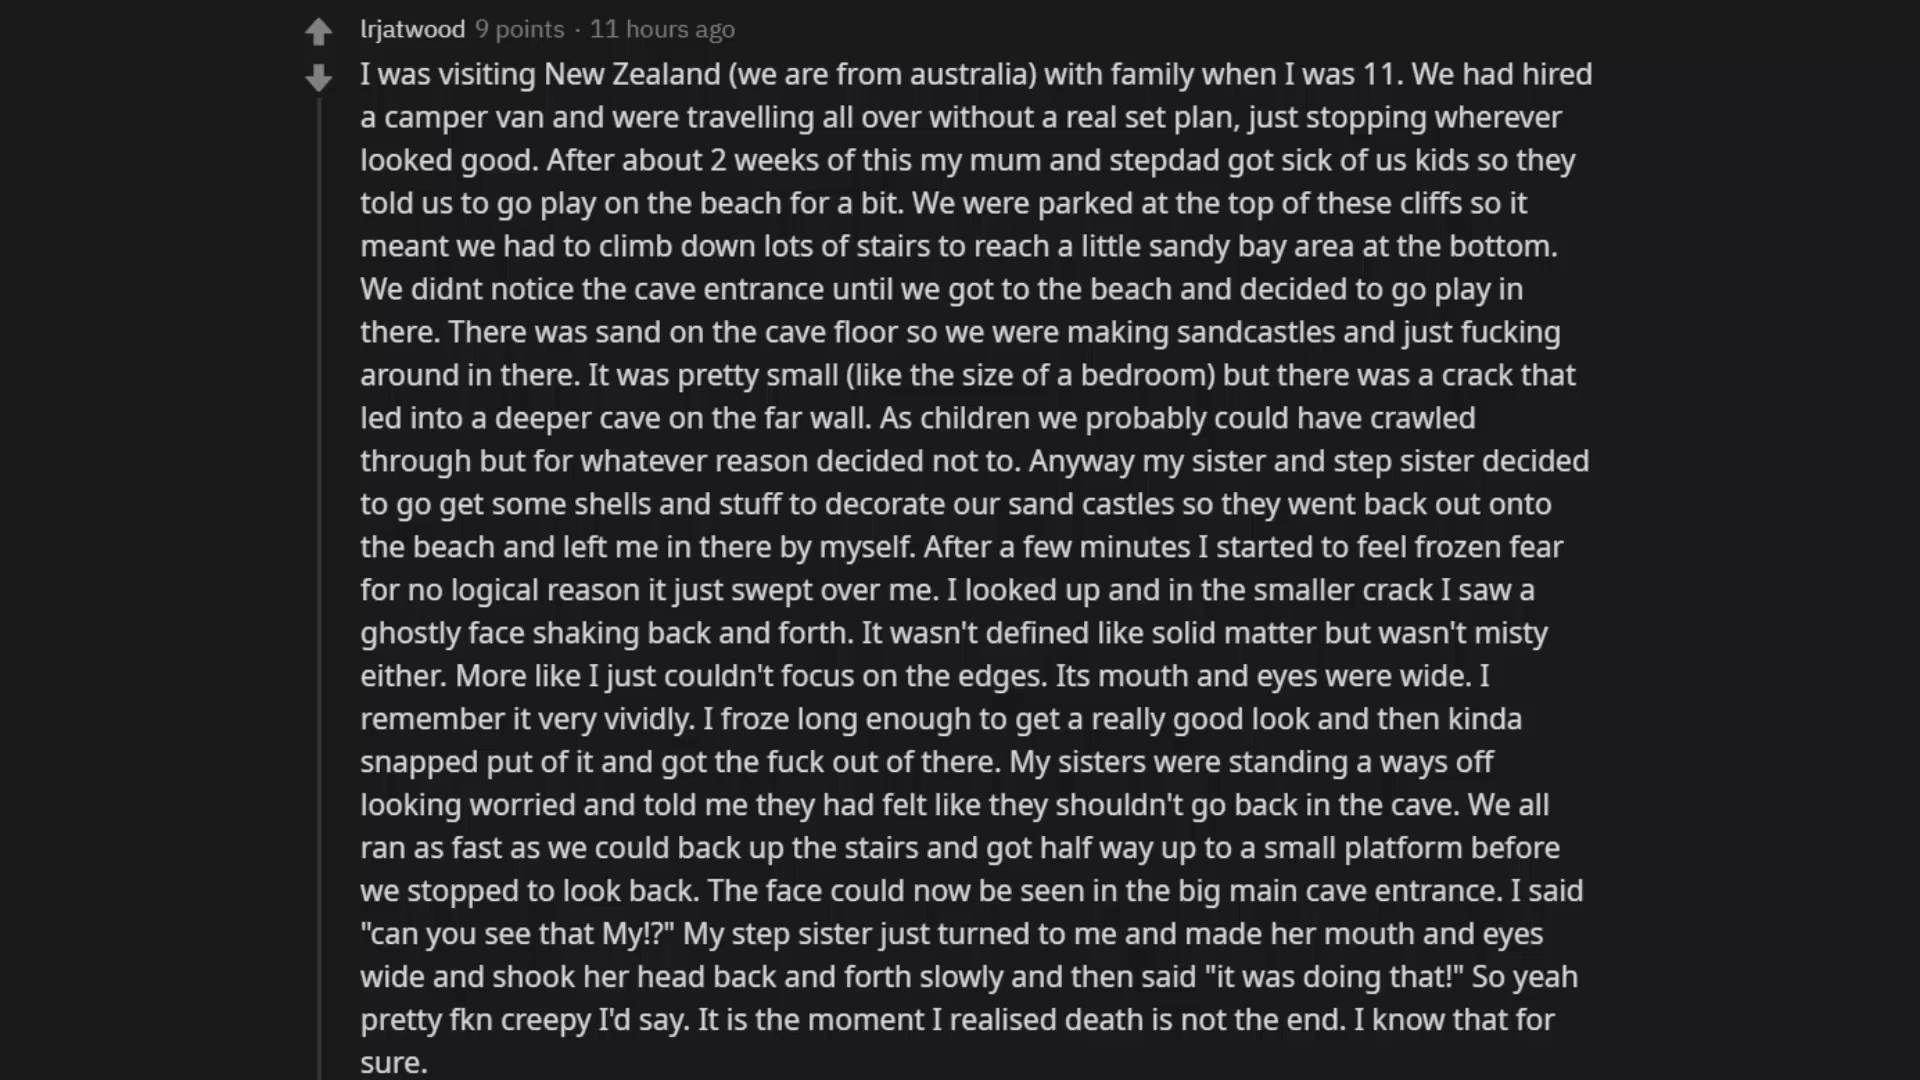 lrjatwood 9 points · 11 hours ago
I was visiting New Zealand (we are from australia) with family when I was 11. We had hired
a camper van and were travelling all over without a real set plan, just stopping wherever
looked good. After about 2 weeks of this my mum and stepdad got sick of us kids so they
told us to go play on the beach for a bit. We were parked at the top of these cliffs so it
meant we had to climb down lots of stairs to reach a little sandy bay area at the bottom.
We didnt notice the cave entrance until we got to the beach and decided to go play in
there. There was sand on the cave floor so we were making sandcastles and just fucking
around in there. It was pretty small (like the size of a bedroom) but there was a crack that
led into a deeper cave on the far wall. As children we probably could have crawled
through but for whatever reason decided not to. Anyway my sister and step sister decided
to go get some shells and stuff to decorate our sand castles so they went back out onto
the beach and left me in there by myself. After a few minutes I started to feel frozen fear
for no logical reason it just swept over me. I looked up and in the smaller crack I saw a
ghostly face shaking back and forth. It wasn't defined like solid matter but wasn't misty
either. More like I just couldn't focus on the edges. Its mouth and eyes were wide. I
remember it very vividly. I froze long enough to get a really good look and then kinda
snapped put of it and got the fuck out of there. My sisters were standing a ways off
looking worried and told me they had felt like they shouldn't go back in the cave. We all
ran as fast as we could back up the stairs and got half way up to a small platform before
we stopped to look back. The face could now be seen in the big main cave entrance. I said
"can you see that My!?" My step sister just turned to me and made her mouth and eyes
wide and shook her head back and forth slowly and then said "it was doing that!" So yeah
pretty fkn creepy I'd say. It is the moment I realised death is not the end. I know that for
sure.